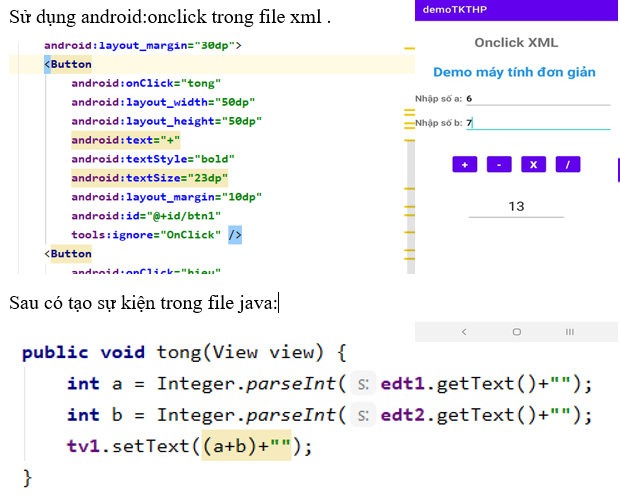 Sử dụng android:onclick trong file xml .
android:layout_margin="30dp">
<Button
android:onClick="tong"
android:layout_width="50dp"
android:layout_height="50dp"
android:text="+"
android:textStyle="bold"
android:textSize="23dp"
android:layout_margin="10dp"
android:id="@+id/btn1"
tools:ignore="OnClick" />
<Button
android:onClick="hieu"
demoTKTHP
Onclick XML
Demo máy tính đơn giản
Nhập số a: 6
Nhập số b: 7
+ - X /
13
Sau có tạo sự kiện trong file java:
public void tong(View view) {
int a = Integer.parseInt( s: edt1.getText()+"");
int b = Integer.parseInt( s: edt2.getText()+"");
tv1.setText((a+b)+"");
}